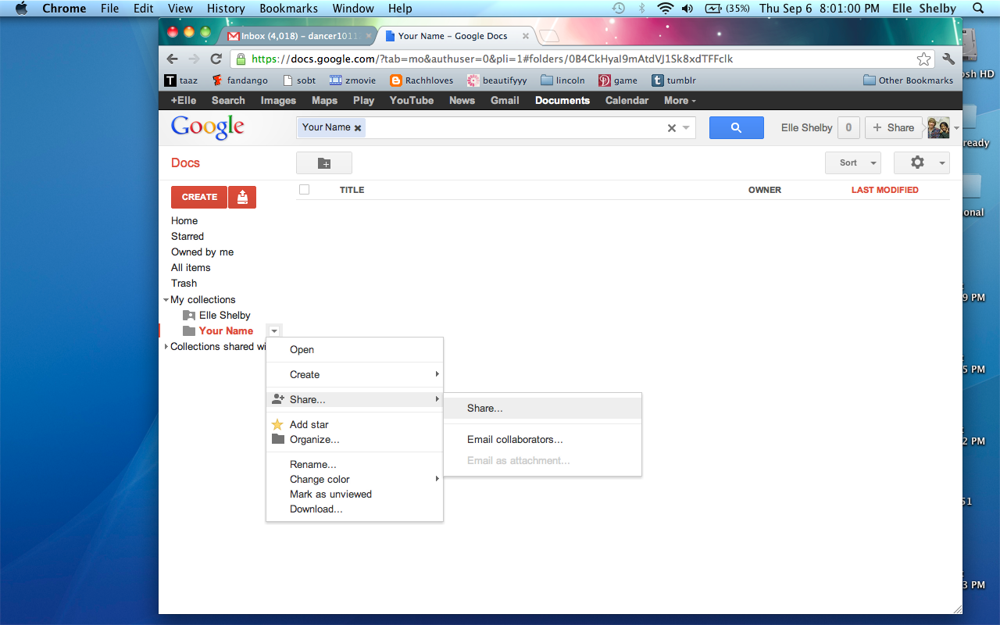 Chrome File Edit View History Bookmarks Window Help (35%) Thu Sep 6 8:01:00 PM Elle Shelby
Inbox (4,018) – dancer1011 Your Name – Google Docs
https://docs.google.com/?tab=mo&authuser=0&pli=1#folders/0B4CkHyal9mAtdVJ1Sk8xdTFFclk
taaz fandango sobt zmovie Rachhloves beautifyyy lincoln game tumblr Other Bookmarks
osh HD
+Elle Search Images Maps Play YouTube News Gmail Documents Calendar More
Google Your Name Elle Shelby 0 + Share
ready
Docs Sort
CREATE TITLE OWNER LAST MODIFIED
onal
Home
Starred
Owned by me
All items
Trash
9 PM
My collections
Elle Shelby
Your Name
Collections shared wi
Open
5 PM
Create
Share...
Share...
Add star
Organize...
Email collaborators...
2 PM
Email as attachment...
Rename...
Change color
Mark as unviewed
51
Download...
3 PM